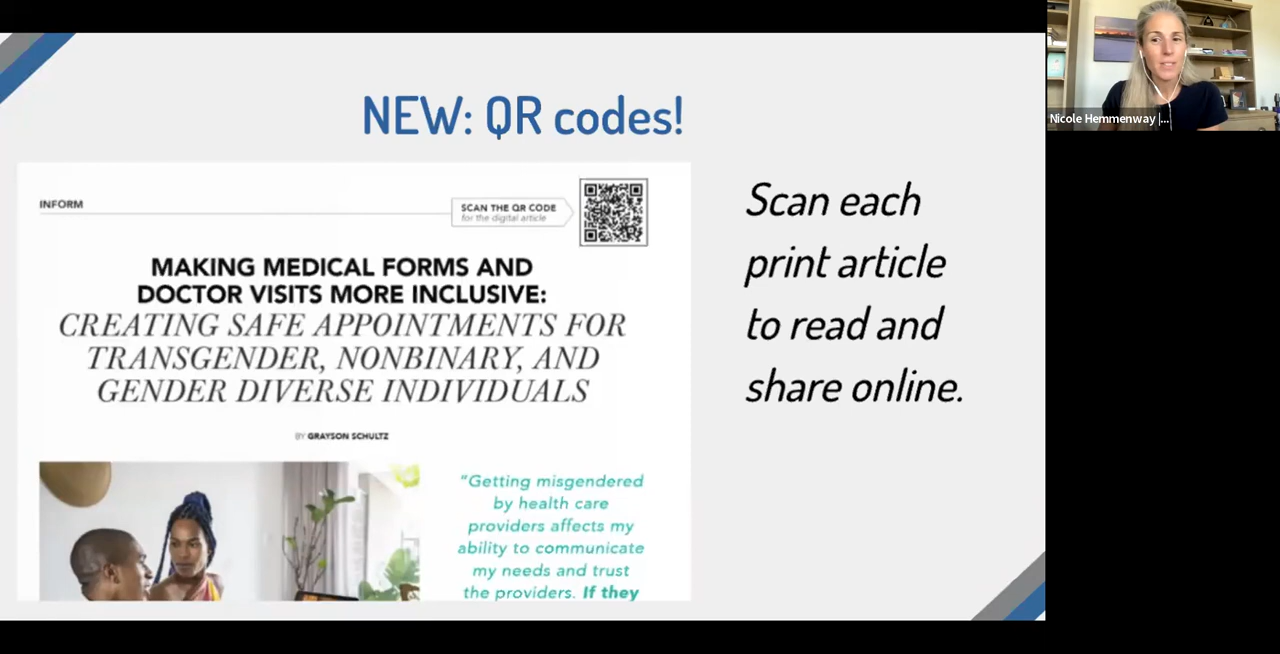 NEW: QR codes!
INFORM
SCAN THE QR CODE
for the digital article
MAKING MEDICAL FORMS AND
DOCTOR VISITS MORE INCLUSIVE:
CREATING SAFE APPOINTMENTS FOR
TRANSGENDER, NONBINARY, AND
GENDER DIVERSE INDIVIDUALS
BY GRAYSON SCHULTZ
"Getting misgendered
by health care
providers affects my
ability to communicate
my needs and trust
the providers. If they
Scan each
print article
to read and
share online.
Nicole Hemmenway |...